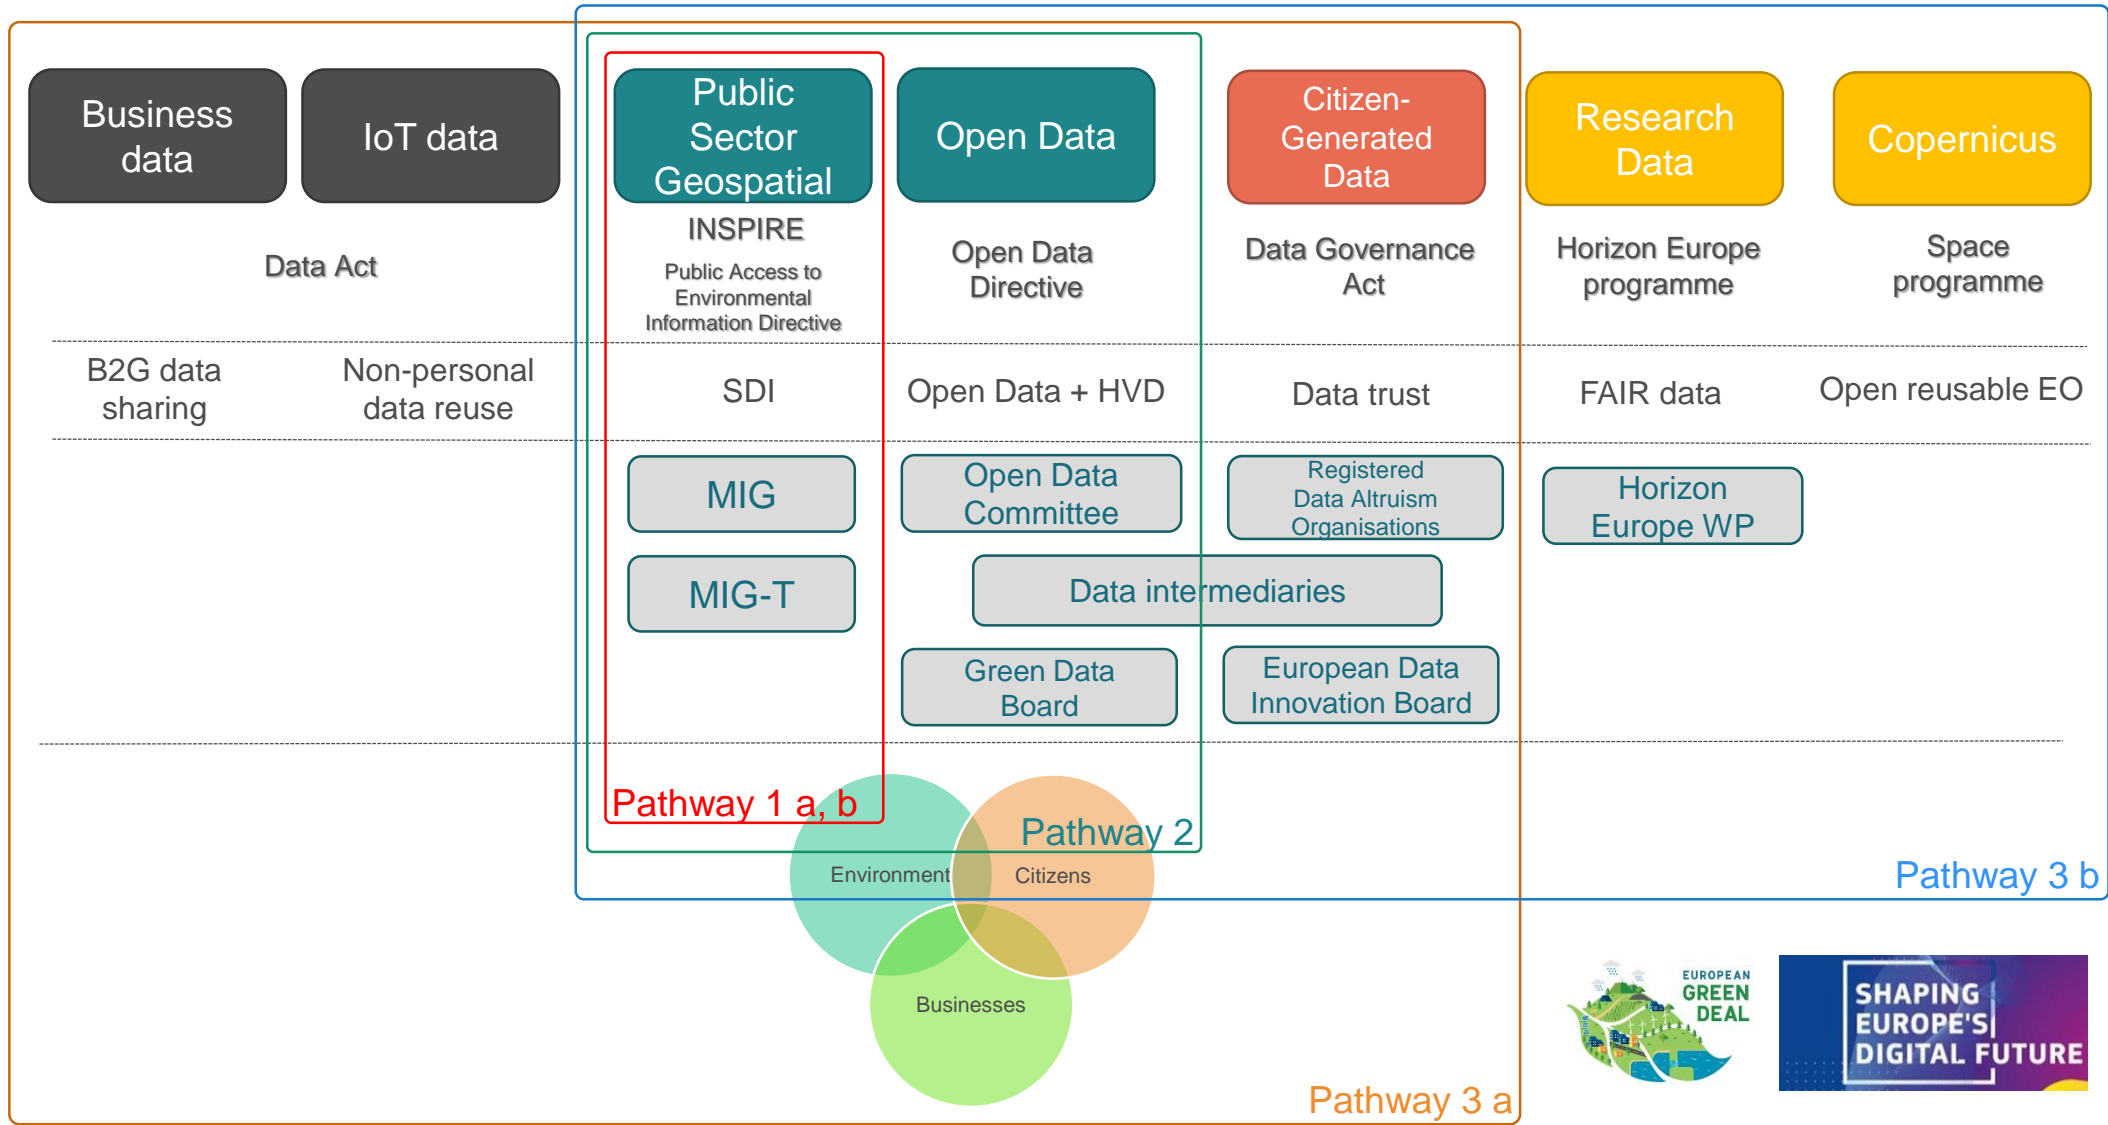 Business
data
IoT data
Public
Sector
Geospatial
Open Data
Citizen-
Generated
Data
Research
Data
Copernicus
Data Act
INSPIRE
Public Access to
Environmental
Information Directive
Open Data
Directive
Data Governance
Act
Horizon Europe
programme
Space
programme
B2G data
sharing
Non-personal
data reuse
SDI
Open Data + HVD
Data trust
FAIR data
Open reusable EO
MIG
Open Data
Committee
Registered
Data Altruism
Organisations
Horizon
Europe WP
MIG-T
Data intermediaries
Green Data
Board
European Data
Innovation Board
Pathway 1 a, b
Pathway 2
Environment
Citizens
Pathway 3 b
Businesses
EUROPEAN
GREEN
DEAL
SHAPING
EUROPE'S
DIGITAL FUTURE
Pathway 3 a